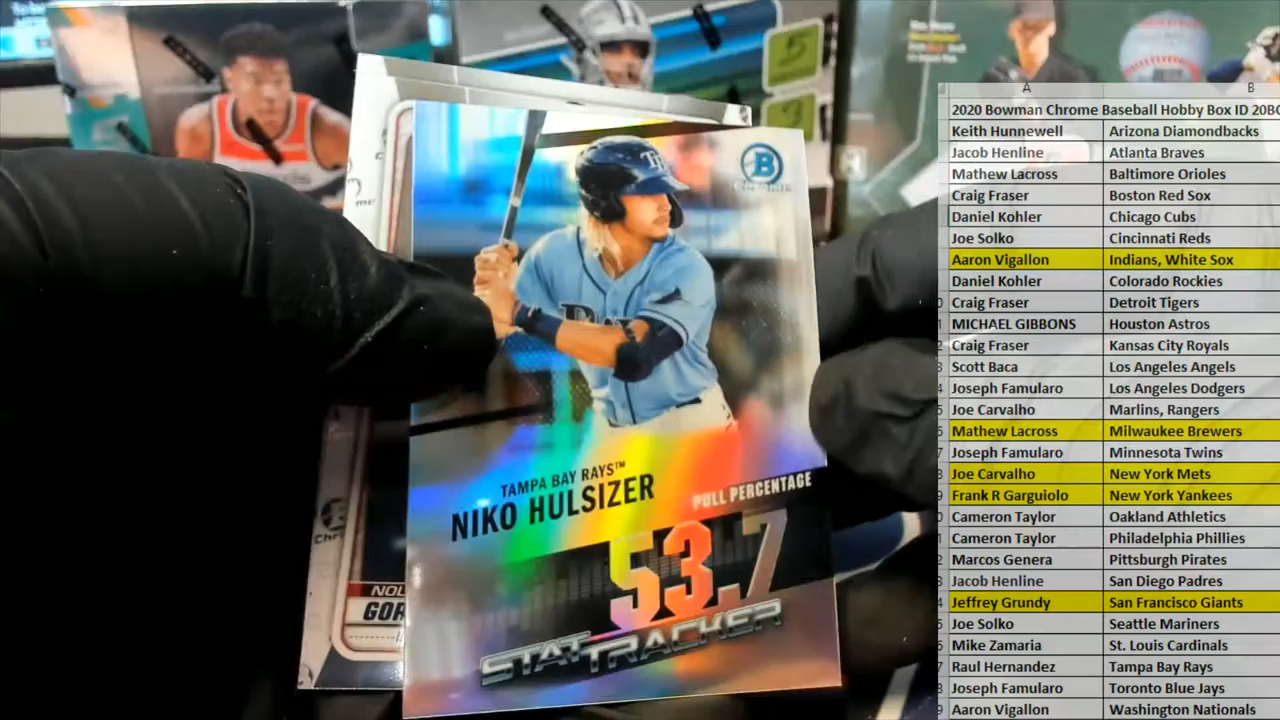 A
B
2020 Bowman Chrome Baseball Hobby Box ID 20B
Keith Hunnewell Arizona Diamondbacks
Jacob Henline Atlanta Braves
Mathew Lacross Baltimore Orioles
Craig Fraser Boston Red Sox
Daniel Kohler Chicago Cubs
Joe Solko Cincinnati Reds
Aaron Vigallon Indians, White Sox
Daniel Kohler Colorado Rockies
Craig Fraser Detroit Tigers
MICHAEL GIBBONS Houston Astros
Craig Fraser Kansas City Royals
Scott Baca Los Angeles Angels
Joseph Famularo Los Angeles Dodgers
Joe Carvalho Marlins, Rangers
Mathew Lacross Milwaukee Brewers
Joseph Famularo Minnesota Twins
Joe Carvalho New York Mets
Frank R Garguiolo New York Yankees
Cameron Taylor Oakland Athletics
Cameron Taylor Philadelphia Phillies
Marcos Genera Pittsburgh Pirates
Jacob Henline San Diego Padres
Jeffrey Grundy San Francisco Giants
Joe Solko Seattle Mariners
Mike Zamaria St. Louis Cardinals
Raul Hernandez Tampa Bay Rays
Joseph Famularo Toronto Blue Jays
Aaron Vigallon Washington Nationals
B
Chrome
TB
TAMPA BAY RAYS™
NIKO HULSIZER
PULL PERCENTAGE
53.7
STAT TRACKER
NOL
GOR
5
3